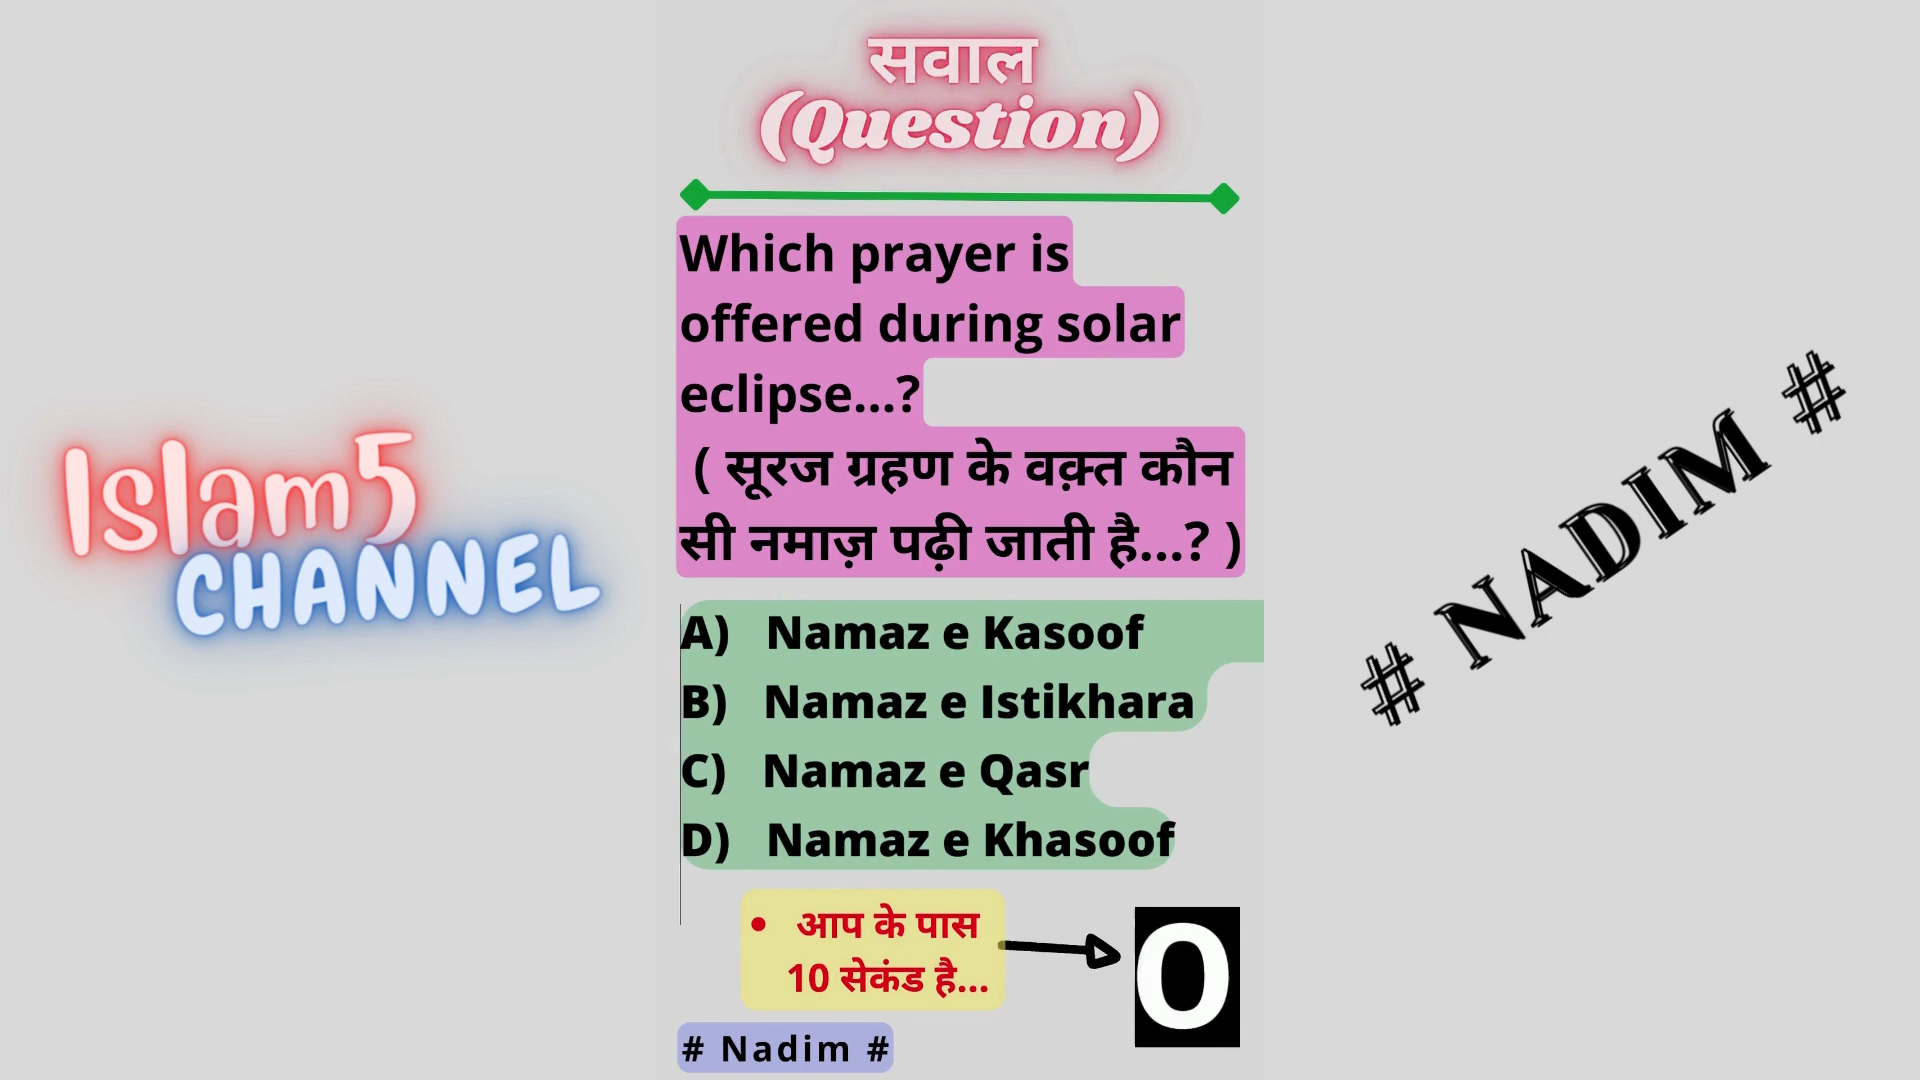 सवाल
(Question)
Which prayer is
offered during solar
eclipse...?
( सूरज ग्रहण के वक़्त कौन
सी नमाज़ पढ़ी जाती है...? )
A) Namaz e Kasoof
B) Namaz e Istikhara
C) Namaz e Qasr
D) Namaz e Khasoof
• आप के पास
10 सेकंड है...
0
# Nadim #
Islam5
CHANNEL
# NADIM #